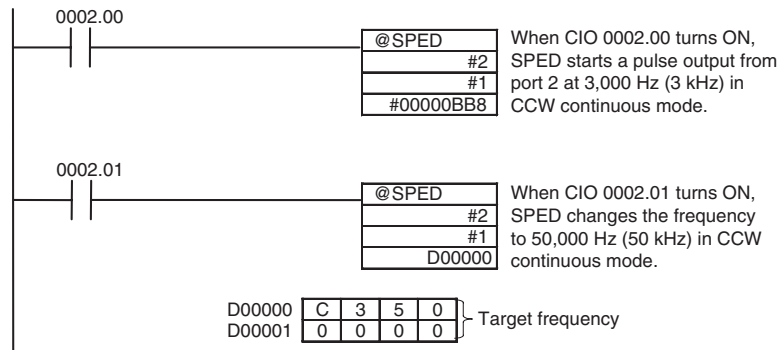 0002.00
@SPED
#2
#1
#00000BB8
When CIO 0002.00 turns ON,
SPED starts a pulse output from
port 2 at 3,000 Hz (3 kHz) in
CCW continuous mode.
0002.01
@SPED
#2
#1
D00000
When CIO 0002.01 turns ON,
SPED changes the frequency
to 50,000 Hz (50 kHz) in CCW
continuous mode.
D00000 C 3 5 0
D00001 0 0 0 0
Target frequency